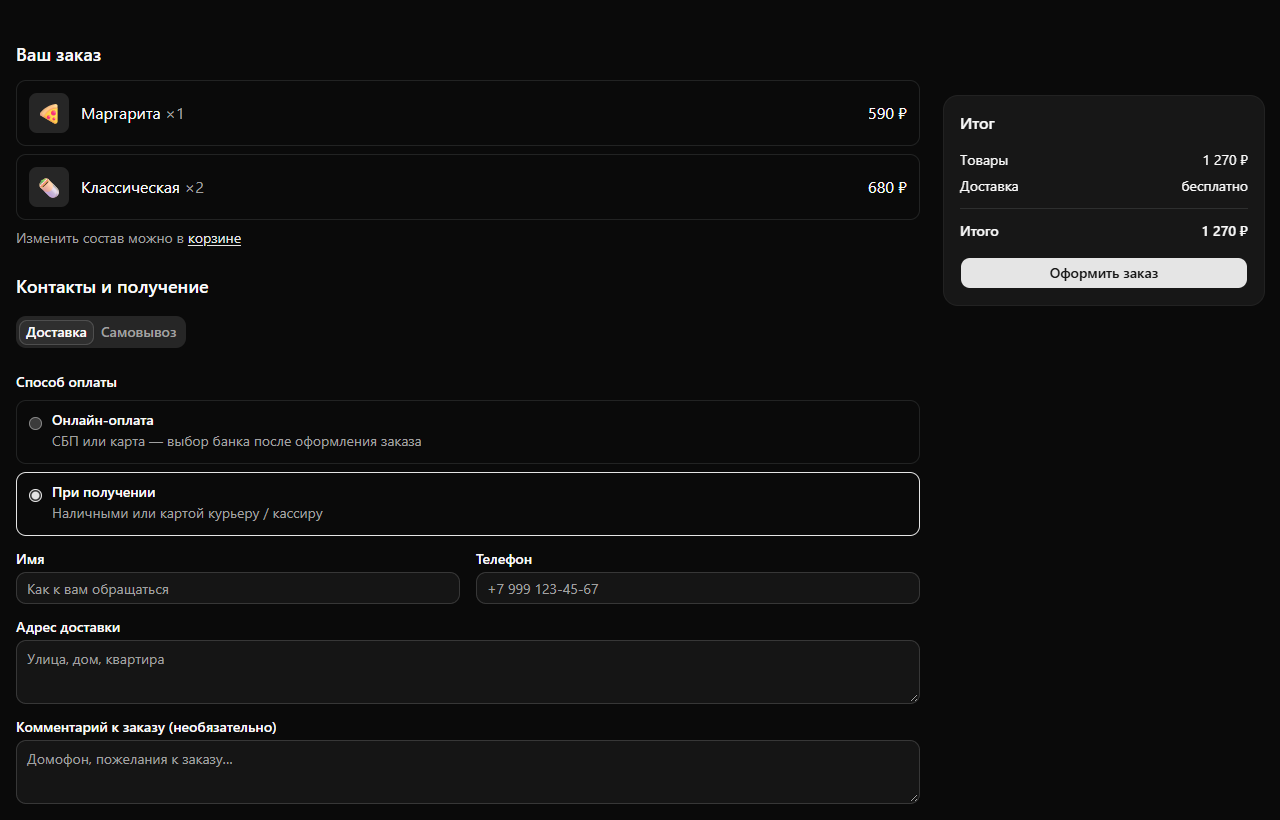 Ваш заказ
Маргарита ×1
590 ₽
Классическая ×2
680 ₽
Изменить состав можно в корзине
Контакты и получение
Доставка
Самовывоз
Способ оплаты
Онлайн-оплата
СБП или карта — выбор банка после оформления заказа
При получении
Наличными или картой курьеру / кассиру
Имя
Как к вам обращаться
Телефон
+7 999 123-45-67
Адрес доставки
Улица, дом, квартира
Комментарий к заказу (необязательно)
Домофон, пожелания к заказу...
Итог
Товары 1 270 ₽
Доставка бесплатно
Итого 1 270 ₽
Оформить заказ